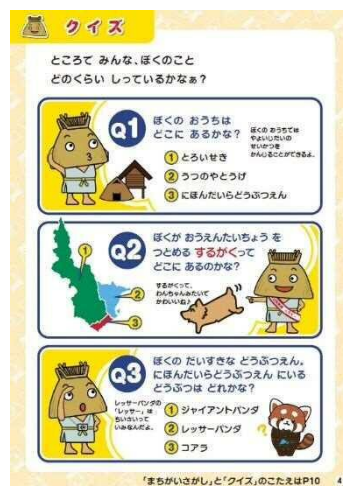 クイズ
ところで みんな、ぼくのこと
どのくらい しっているかなぁ？
Q1
ぼくの おうちは
どこに あるかな？
ぼくの おうちでは
やよいじだいの
せいかつを
かんじることができるよ。
① とろいせき
② うつのやとうげ
③ にほんだいらどうぶつえん
Q2
ぼくが おうえんたいちょう を
つとめる するがくって
どこに あるのかな？
するがくって、
わんちゃんみたいで
かわいいね♪
1
2
3
Q3
ぼくの だいすきな どうぶつえん。
にほんだいらどうぶつえん にいる
どうぶつは どれかな？
レッサーパンダの
「レッサー」は
ちいさいって
いみなんだよ。
① ジャイアントパンダ
② レッサーパンダ
③ コアラ
?
「まちがいさがし」と「クイズ」のこたえはP10
4